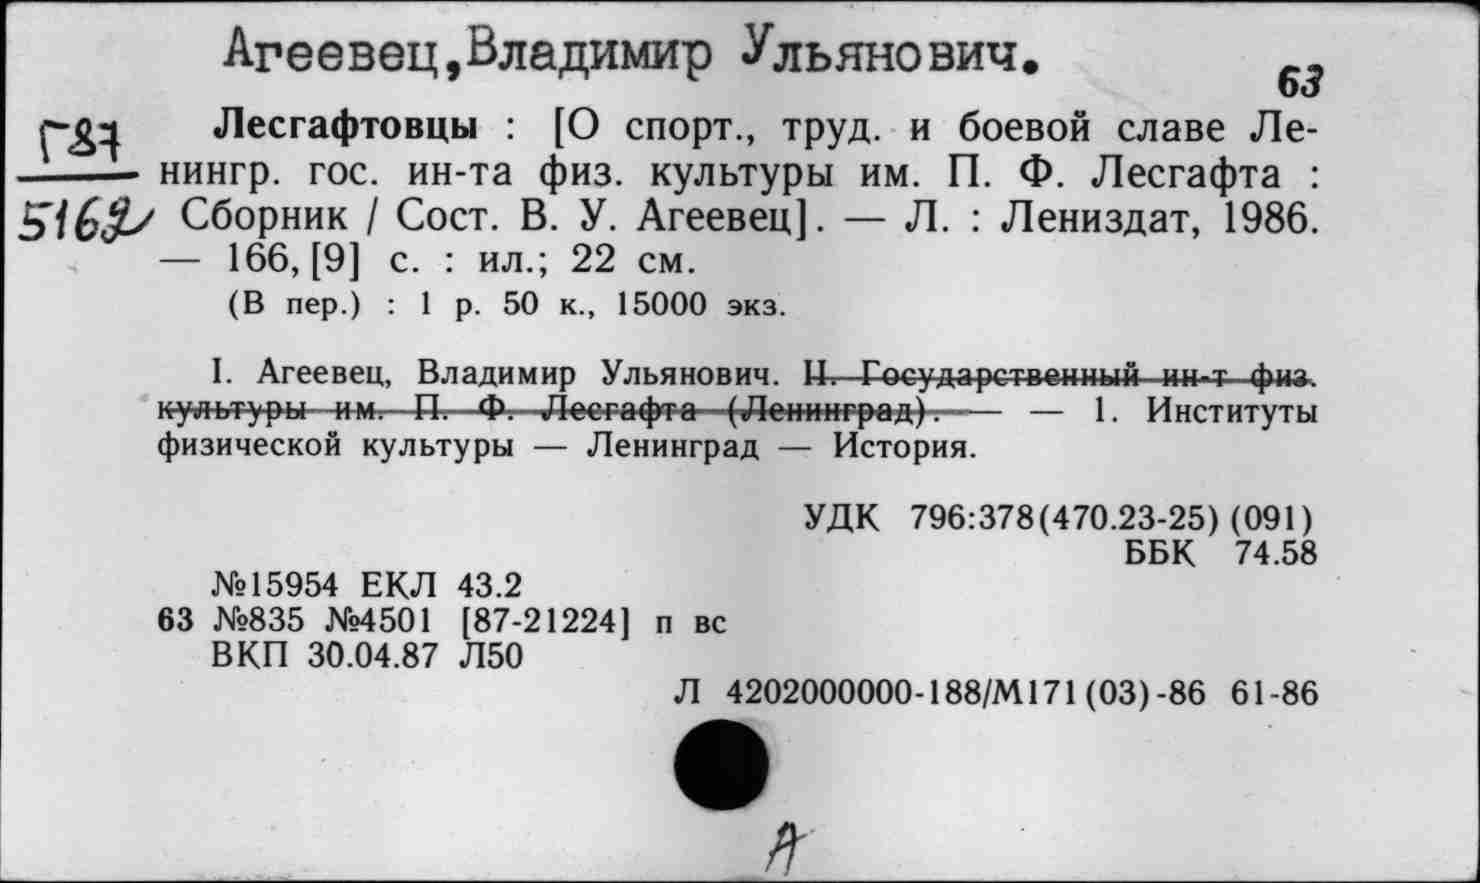 Агеевец,Владимир Ульянович.
63
Лесгафтовцы : [О спорт., труд. и боевой славе Ле-
нингр. гос. ин-та физ. культуры им. П. Ф. Лесгафта :
Сборник / Сост. В. У. Агеевец]. — Л. : Лениздат, 1986.
— 166, [9] с. : ил.; 22 см.
(В пер.) : 1 р. 50 к., 15000 экз.
I. Агеевец, Владимир Ульянович. II. Государственный ин-т физ.
культуры им. П. Ф. Лесгафта (Ленинград). — — 1. Институты
физической культуры — Ленинград — История.
УДК 796:378(470.23-25) (091)
ББК 74.58
№15954 ЕКЛ 43.2
63 №835 №4501 [87-21224] п вс
ВКП 30.04.87 Л50
Л 4202000000-188/М171(03)-86 61-86
А